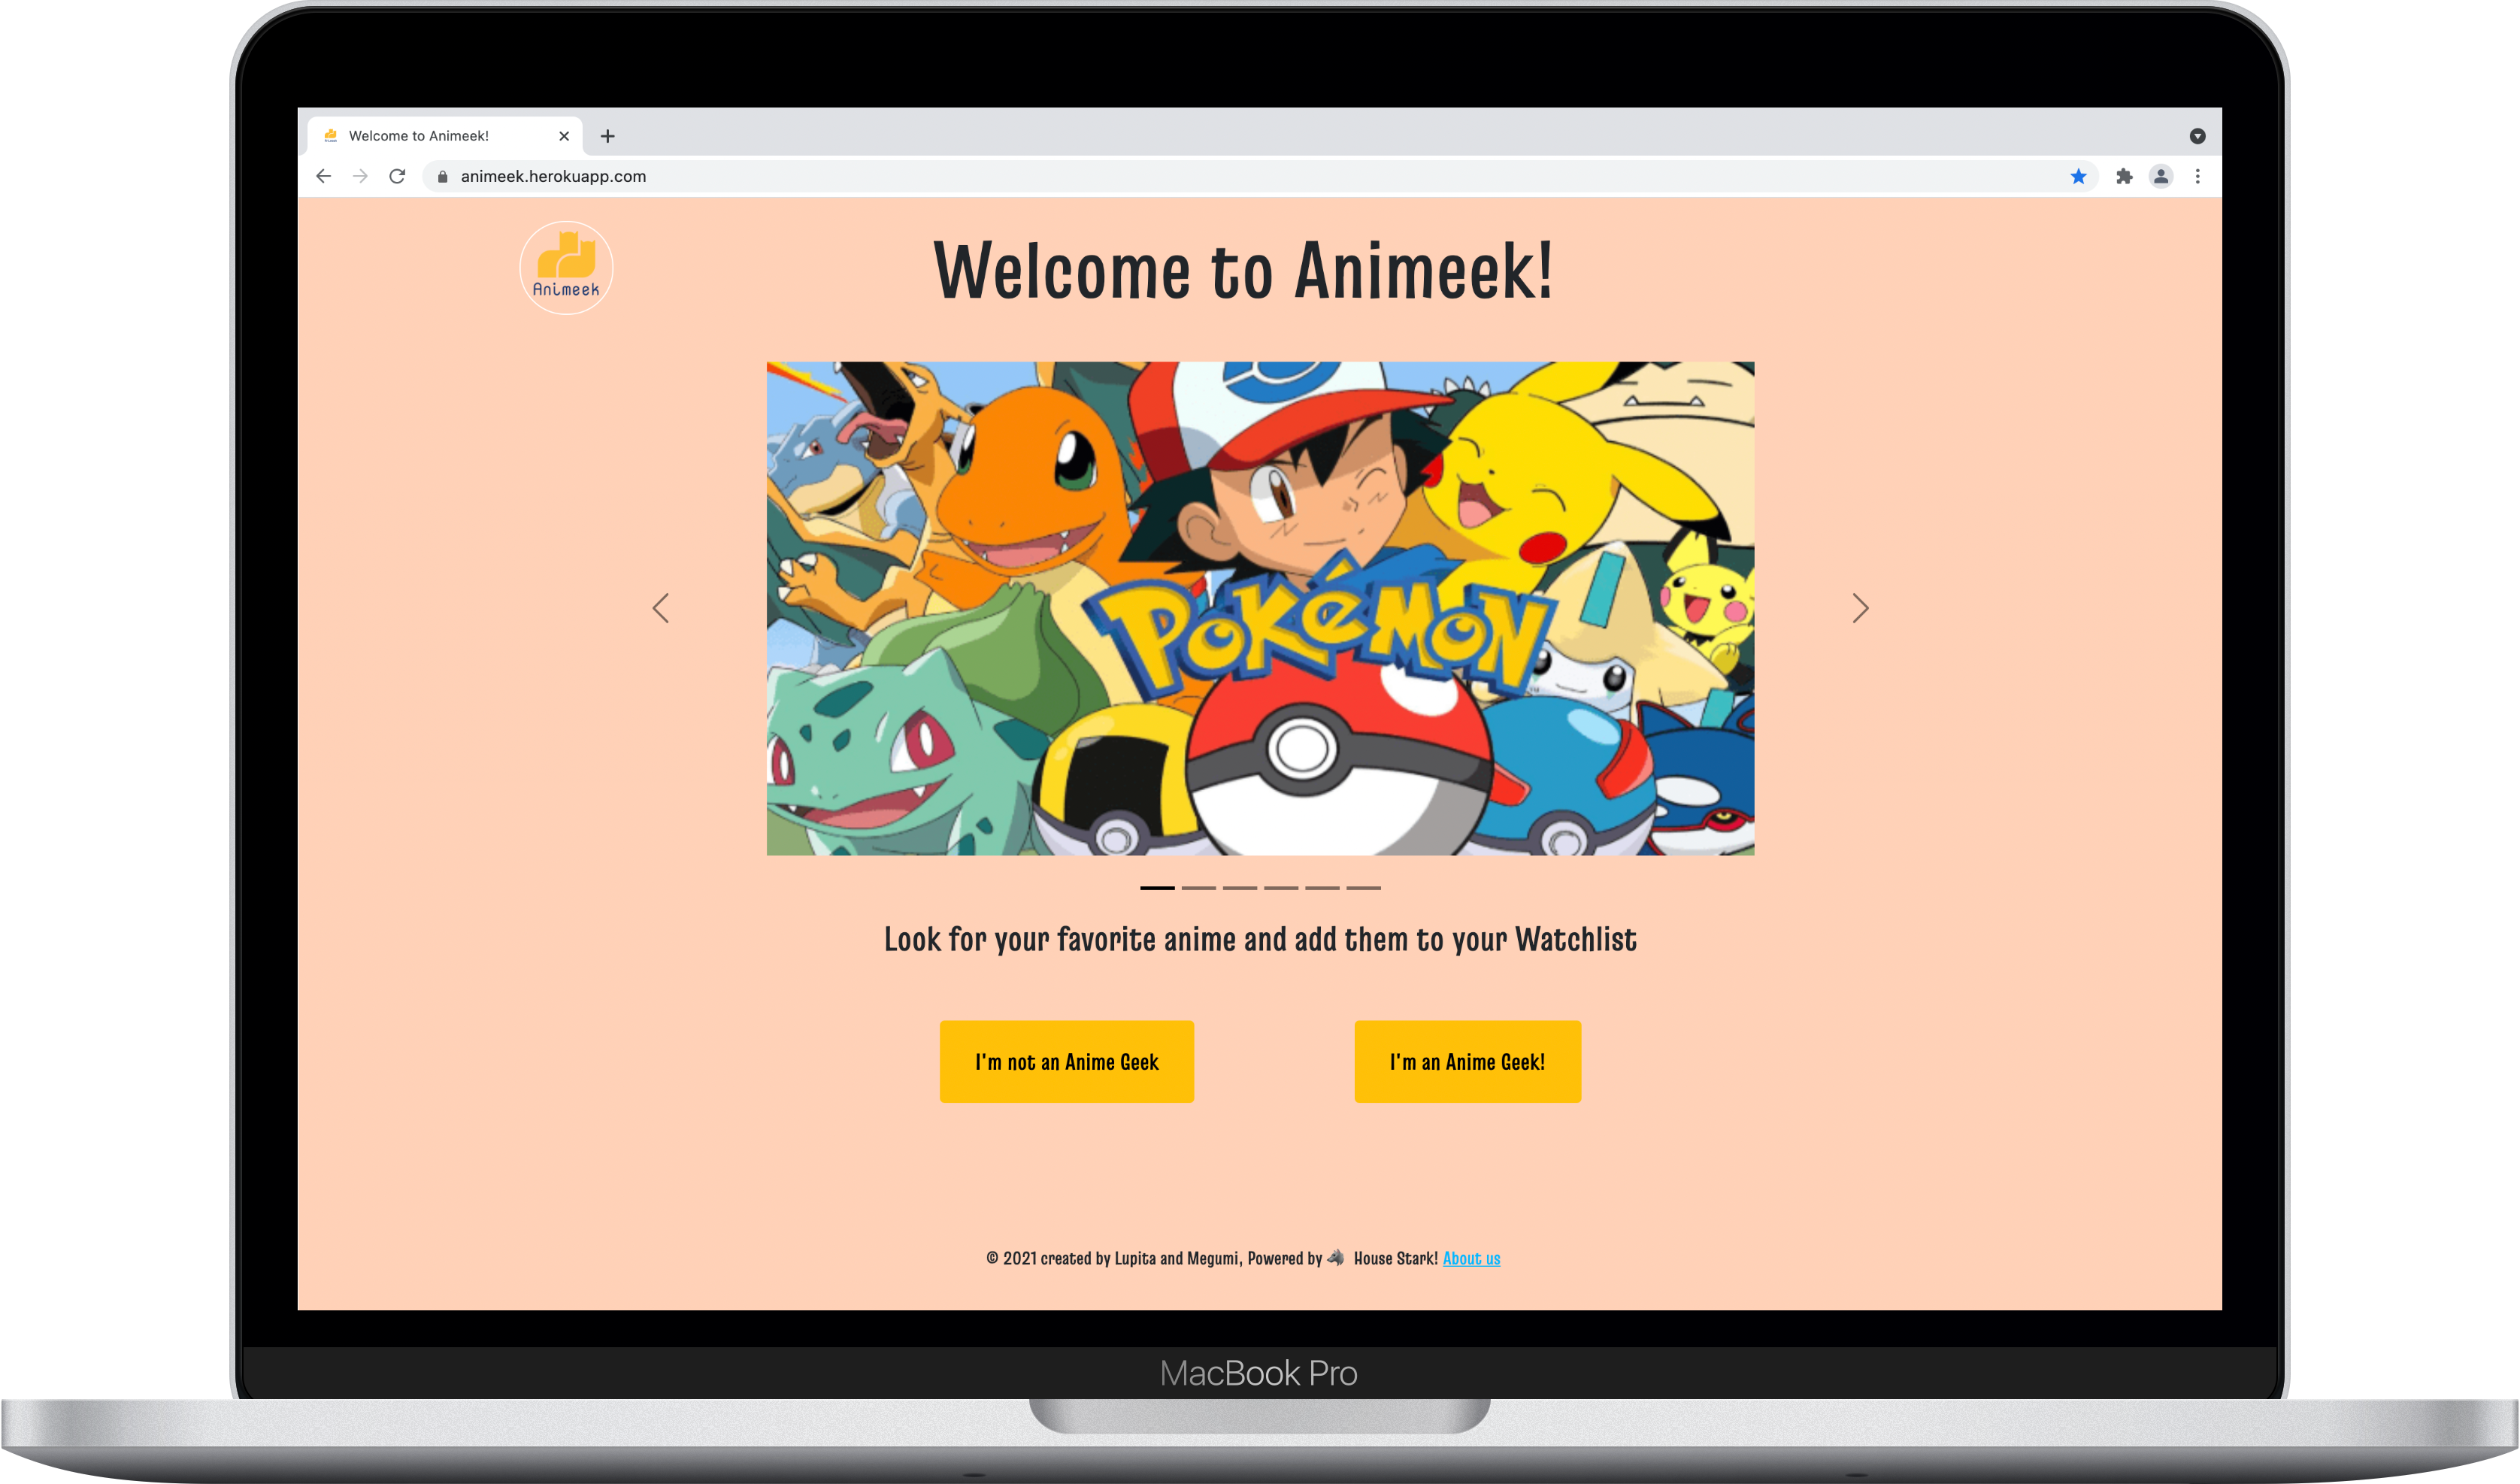 Welcome to Animeek!
animeek.herokuapp.com
Animeek
Welcome to Animeek!
POKéMON
Look for your favorite anime and add them to your Watchlist
I'm not an Anime Geek
I'm an Anime Geek!
© 2021 created by Lupita and Megumi, Powered by House Stark! About us
MacBook Pro